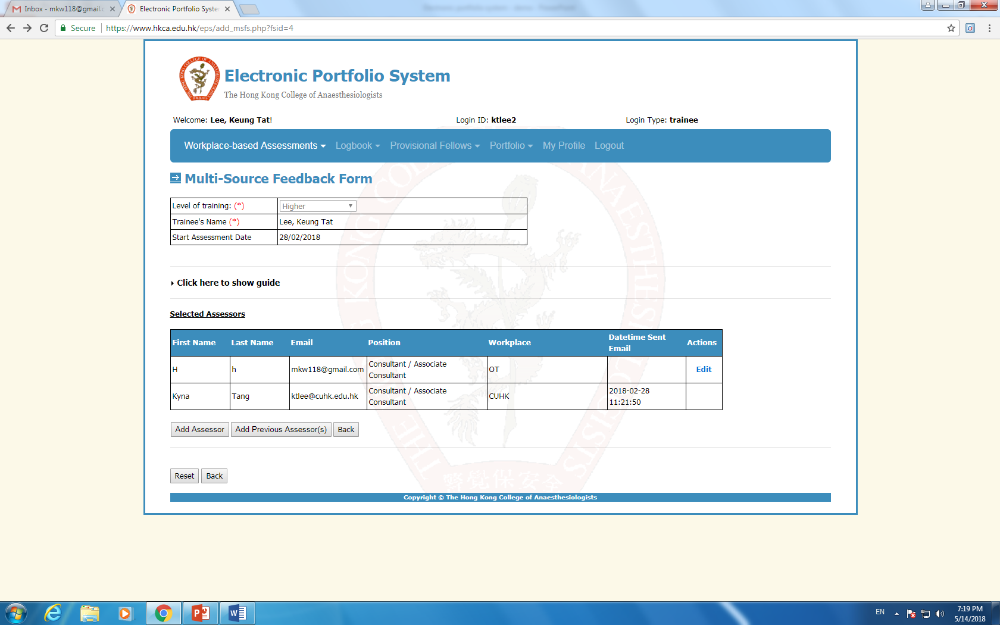 Inbox - mkw118@gmail.c
Electronic Portfolio Syste
Secure https://www.hkca.edu.hk/eps/add_msfs.php?fsid=4
Electronic Portfolio System
The Hong Kong College of Anaesthesiologists
Welcome: Lee, Keung Tat! Login ID: ktlee2 Login Type: trainee
Workplace-based Assessments Logbook Provisional Fellows Portfolio My Profile Logout
Multi-Source Feedback Form
Level of training: (*) Higher
Trainee's Name (*) Lee, Keung Tat
Start Assessment Date 28/02/2018
Click here to show guide
Selected Assessors
First Name Last Name Email Position Workplace Datetime Sent Email Actions
H h mkw118@gmail.com Consultant / Associate Consultant OT Edit
Kyna Tang ktlee@cuhk.edu.hk Consultant / Associate Consultant CUHK 2018-02-28 11:21:50
Add Assessor Add Previous Assessor(s) Back
Reset Back
Copyright © The Hong Kong College of Anaesthesiologists
EN 7:19 PM
5/14/2018